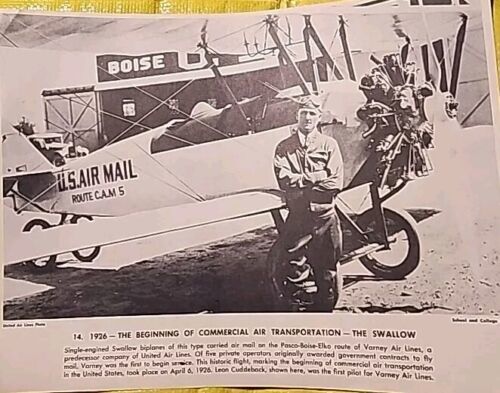 BOISE
U.S. AIR MAIL
ROUTE C.A.M 5
United Air Lines Photo
School and College
14. 1926 — THE BEGINNING OF COMMERCIAL AIR TRANSPORTATION — THE SWALLOW
Single-engined Swallow biplanes of this type carried air mail on the Pasco-Boise-Elko route of Varney Air Lines, a
predecessor company of United Air Lines. Of five private operators originally awarded government contracts to fly
mail, Varney was the first to begin service. This historic flight, marking the beginning of commercial air transportation
in the United States, took place on April 6, 1926. Leon Cuddeback, shown here, was the first pilot for Varney Air Lines.